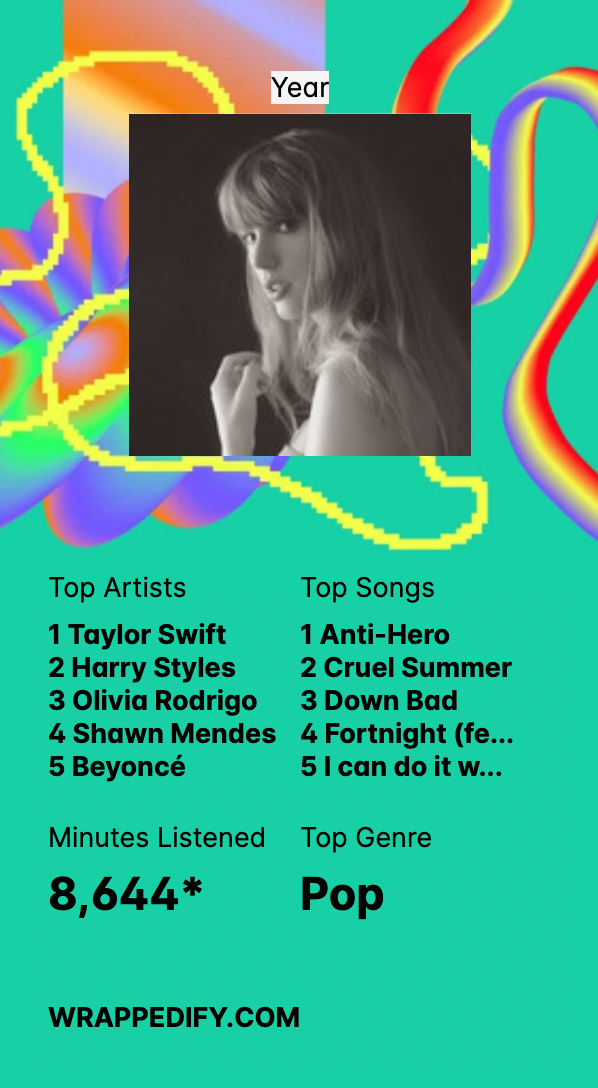 Year
Top Artists
1 Taylor Swift
2 Harry Styles
3 Olivia Rodrigo
4 Shawn Mendes
5 Beyoncé
Top Songs
1 Anti-Hero
2 Cruel Summer
3 Down Bad
4 Fortnight (fe...
5 I can do it w...
Minutes Listened
8,644*
Top Genre
Pop
WRAPPEDIFY.COM